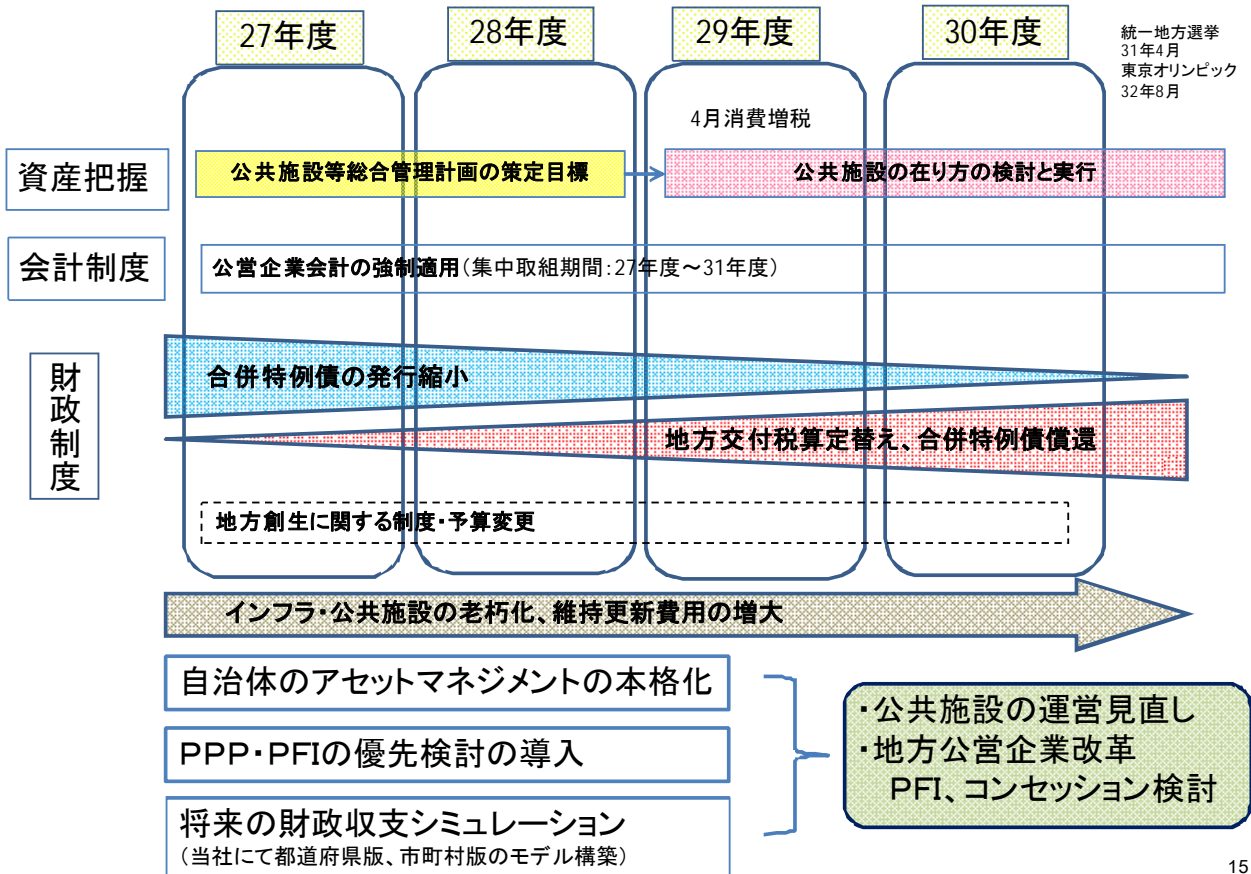 27年度
28年度
29年度
30年度
統一地方選挙
31年4月
東京オリンピック
32年8月
4月消費増税
資産把握
公共施設等総合管理計画の策定目標
公共施設の在り方の検討と実行
会計制度
公営企業会計の強制適用(集中取組期間:27年度～31年度)
財政制度
合併特例債の発行縮小
地方交付税算定替え、合併特例債償還
地方創生に関する制度・予算変更
インフラ・公共施設の老朽化、維持更新費用の増大
自治体のアセットマネジメントの本格化
PPP・PFIの優先検討の導入
将来の財政収支シミュレーション
(当社にて都道府県版、市町村版のモデル構築)
・公共施設の運営見直し
・地方公営企業改革
PFI、コンセッション検討
15